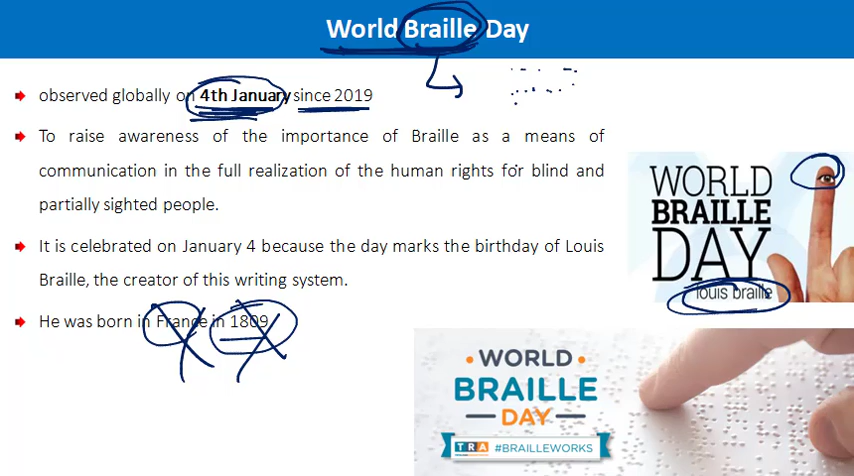 World Braille Day
observed globally on 4th January since 2019
To raise awareness of the importance of Braille as a means of
communication in the full realization of the human rights for blind and
partially sighted people.
It is celebrated on January 4 because the day marks the birthday of Louis
Braille, the creator of this writing system.
He was born in France in 1809
WORLD
BRAILLE
DAY
louis braille
WORLD
BRAILLE
DAY
TRA #BRAILLEWORKS